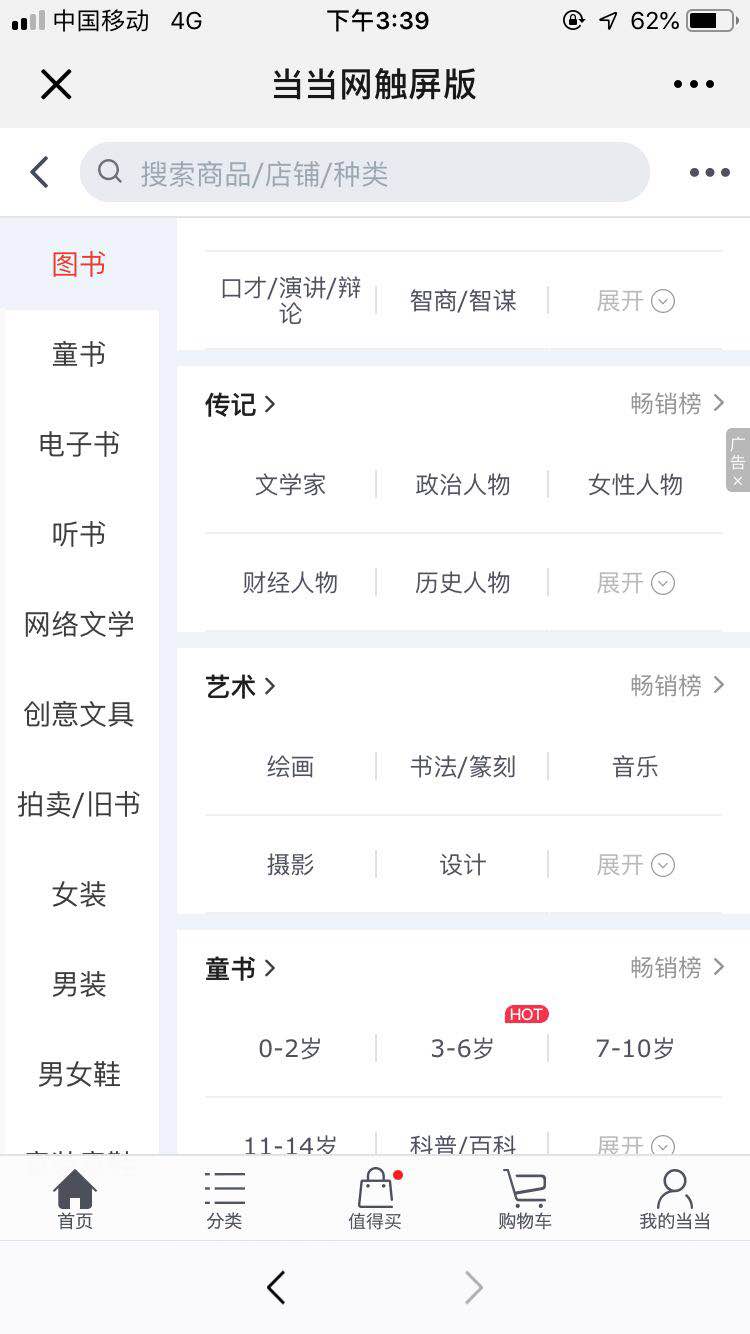 中国移动 4G 下午3:39 62%
当当网触屏版
搜索商品/店铺/种类
图书
童书
电子书
听书
网络文学
创意文具
拍卖/旧书
女装
男装
男女鞋
口才/演讲/辩
论
智商/智谋
展开
传记
畅销榜
文学家
政治人物
女性人物
财经人物
历史人物
展开
广
告
×
艺术
畅销榜
绘画
书法/篆刻
音乐
摄影
设计
展开
童书
畅销榜
HOT
0-2岁
3-6岁
7-10岁
11-14岁
科普/百科
展开
首页
分类
值得买
购物车
我的当当